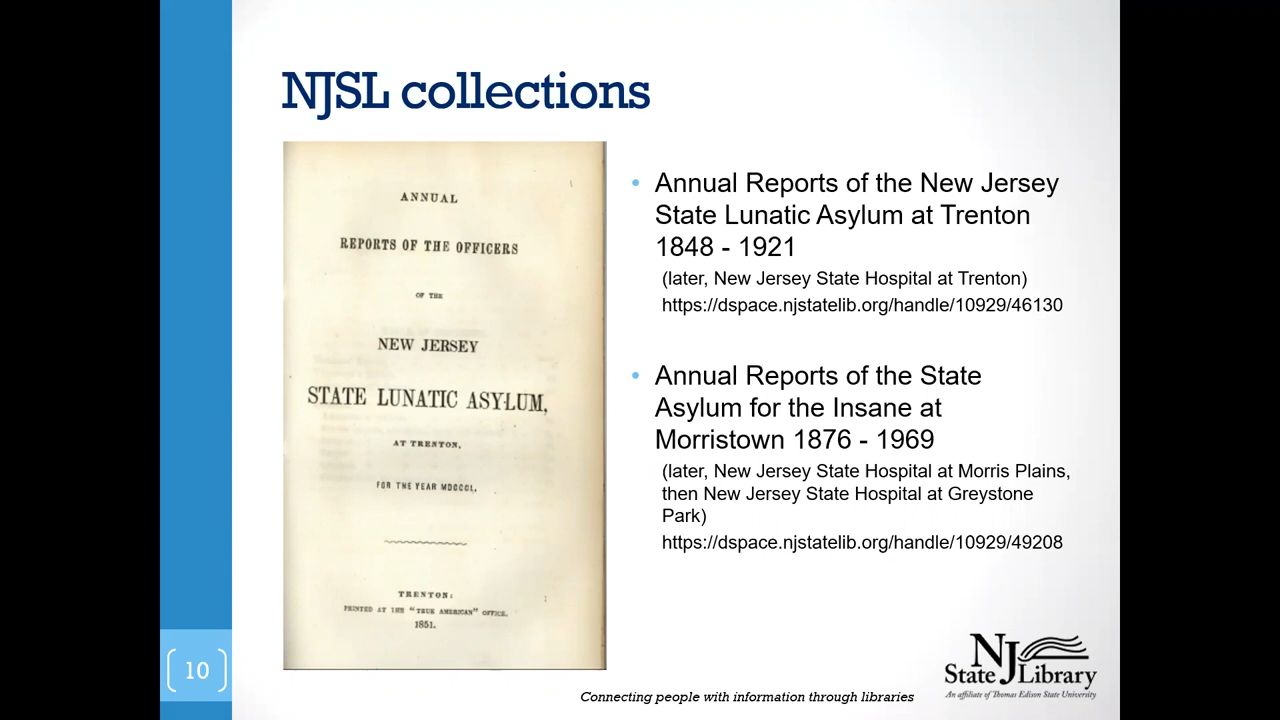 NJSL collections
ANNUAL
REPORTS OF THE OFFICERS
OF THE
NEW JERSEY
STATE LUNATIC ASYLUM,
AT TRENTON,
FOR THE YEAR MDCCCL.
TRENTON:
PRINTED AT THE "TRUE AMERICAN" OFFICE.
1851.
• Annual Reports of the New Jersey
State Lunatic Asylum at Trenton
1848 - 1921
(later, New Jersey State Hospital at Trenton)
https://dspace.njstatelib.org/handle/10929/46130
• Annual Reports of the State
Asylum for the Insane at
Morristown 1876 - 1969
(later, New Jersey State Hospital at Morris Plains,
then New Jersey State Hospital at Greystone
Park)
https://dspace.njstatelib.org/handle/10929/49208
10
Connecting people with information through libraries
NJ
State Library
An affiliate of Thomas Edison State University